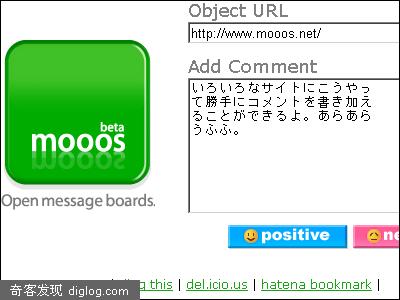 Object URL
http://www.mooos.net/
Add Comment
いろいろなサイトにこうやっ
て勝手にコメントを書き加え
ることができるよ。あらあら
うふふ。
beta
mooos
Open message boards.
positive
ne
this | del.icio.us | hatena bookmark |
奇客发现 diglog.com